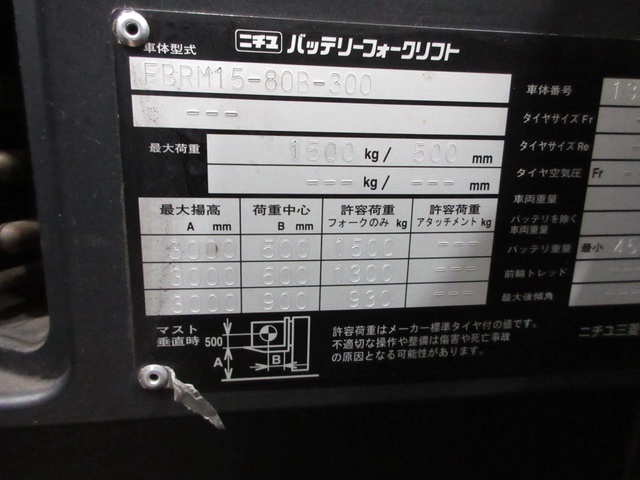 ニチユ バッテリーフォークリフト
車体型式
FBRM15-80B-300
---
最大荷重 1500 kg / 500 mm
--- kg / --- mm
最大揚高 A mm 荷重中心 B mm 許容荷重 フォークのみ kg 許容荷重 アタッチメント kg
3000 500 1500 ---
3000 600 1300 ---
3000 900 930 ---
マスト垂直時 500 A B
許容荷重はメーカー標準タイヤ付の値です。
不適切な操作や整備は傷害や死亡事故
の原因となる可能性があります。
車体番号
タイヤサイズ Fr
タイヤサイズ Re
タイヤ空気圧 Fr
車両重量
バッテリを除く
車両重量
バッテリ重量 最小
前輪トレッド
最大後傾角
ニチユ三菱